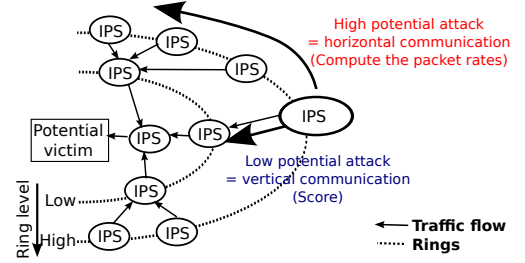 IPS
High potential attack
= horizontal communication
(Compute the packet rates)
IPS
IPS
IPS
IPS
Potential
victim
IPS
IPS
Low potential attack
= vertical communication
(Score)
IPS
Ring level
Low
High
IPS
IPS
Traffic flow
Rings